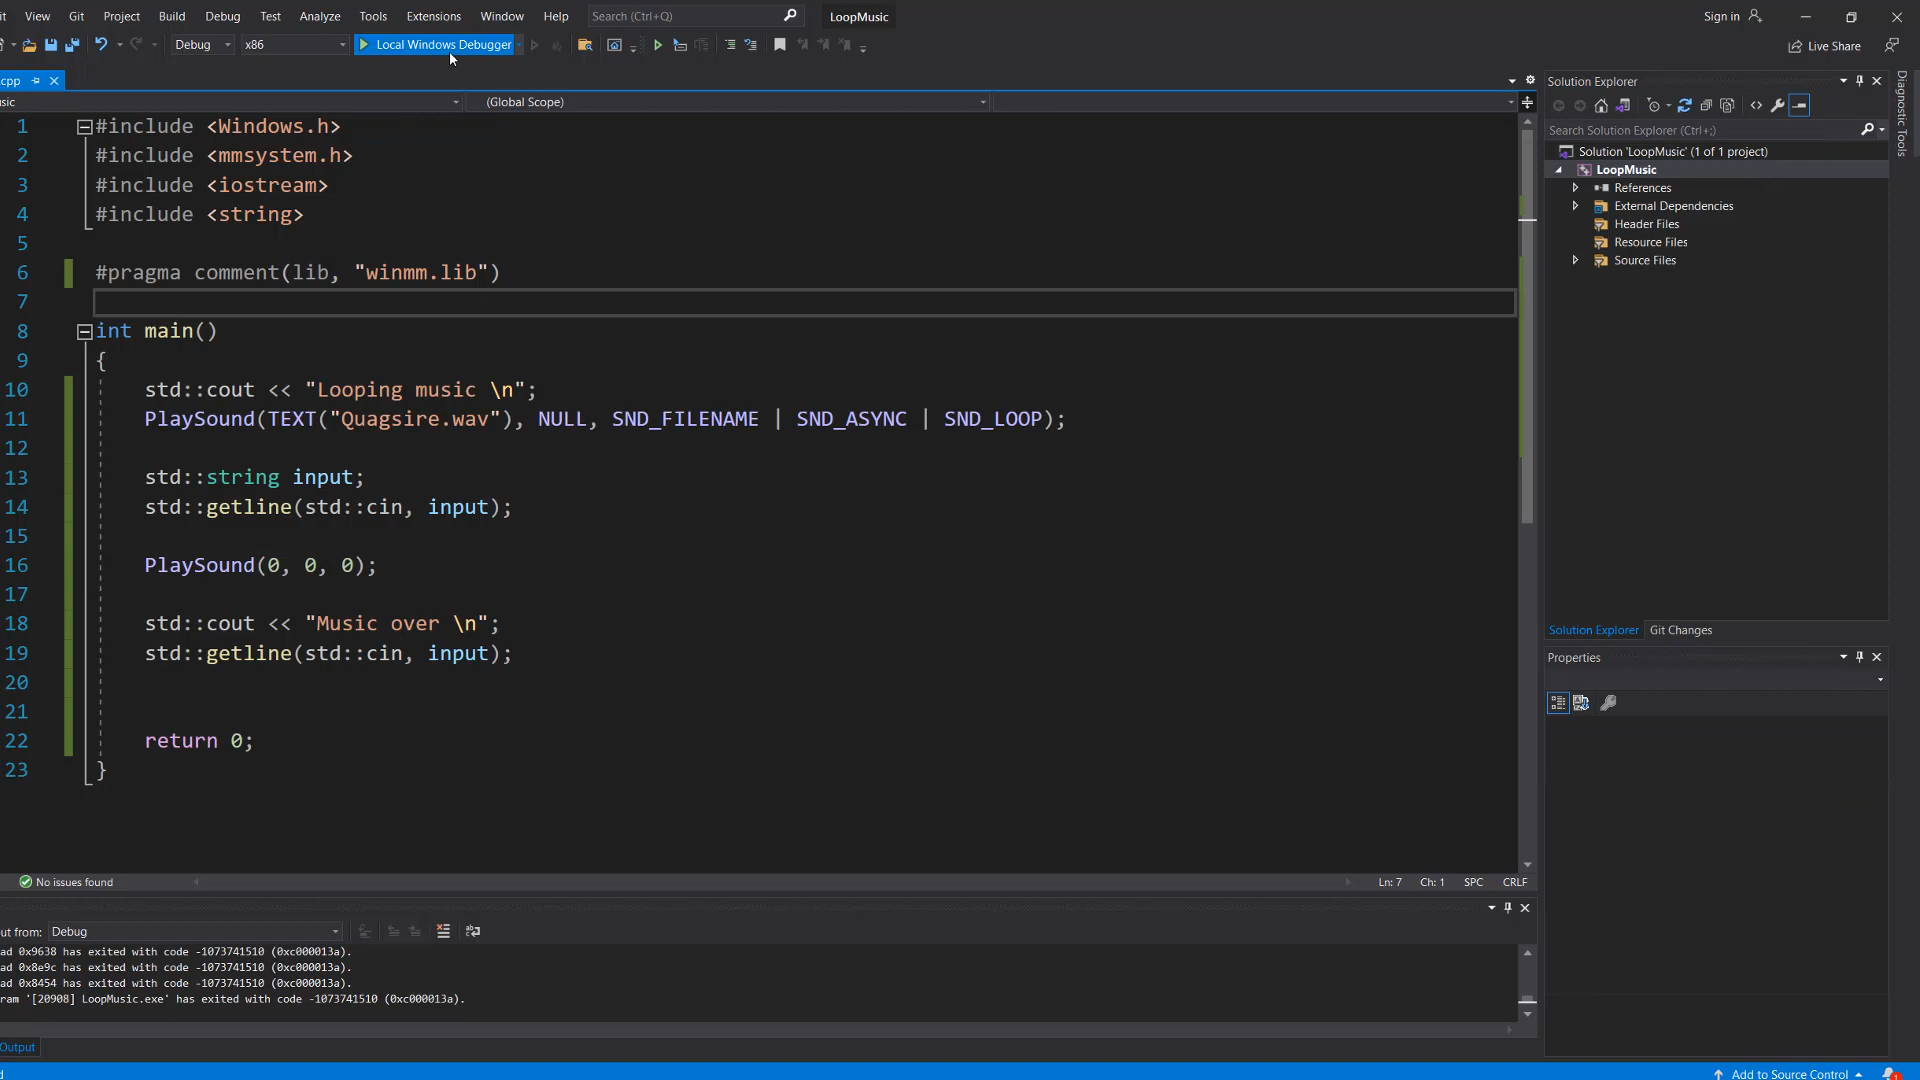 View Git Project Build Debug Test Analyze Tools Extensions Window Help Search (Ctrl+Q) LoopMusic Sign in
Debug x86 Local Windows Debugger Live Share
(Global Scope)
1 #include <Windows.h>
2 #include <mmsystem.h>
3 #include <iostream>
4 #include <string>
5
6 #pragma comment(lib, "winmm.lib")
7
8 int main()
9 {
10 std::cout << "Looping music \n";
11 PlaySound(TEXT("Quagsire.wav"), NULL, SND_FILENAME | SND_ASYNC | SND_LOOP);
12
13 std::string input;
14 std::getline(std::cin, input);
15
16 PlaySound(0, 0, 0);
17
18 std::cout << "Music over \n";
19 std::getline(std::cin, input);
20
21
22 return 0;
23 }
No issues found Ln: 7 Ch: 1 SPC CRLF
ut from: Debug
ad 0x9638 has exited with code -1073741510 (0xc000013a).
ad 0x8e9c has exited with code -1073741510 (0xc000013a).
ad 0x8454 has exited with code -1073741510 (0xc000013a).
ram '[20908] LoopMusic.exe' has exited with code -1073741510 (0xc000013a).
Output
Solution Explorer
Search Solution Explorer (Ctrl+;)
Solution 'LoopMusic' (1 of 1 project)
LoopMusic
References
External Dependencies
Header Files
Resource Files
Source Files
Solution Explorer Git Changes
Properties
Diagnostic Tools
Add to Source Control 1